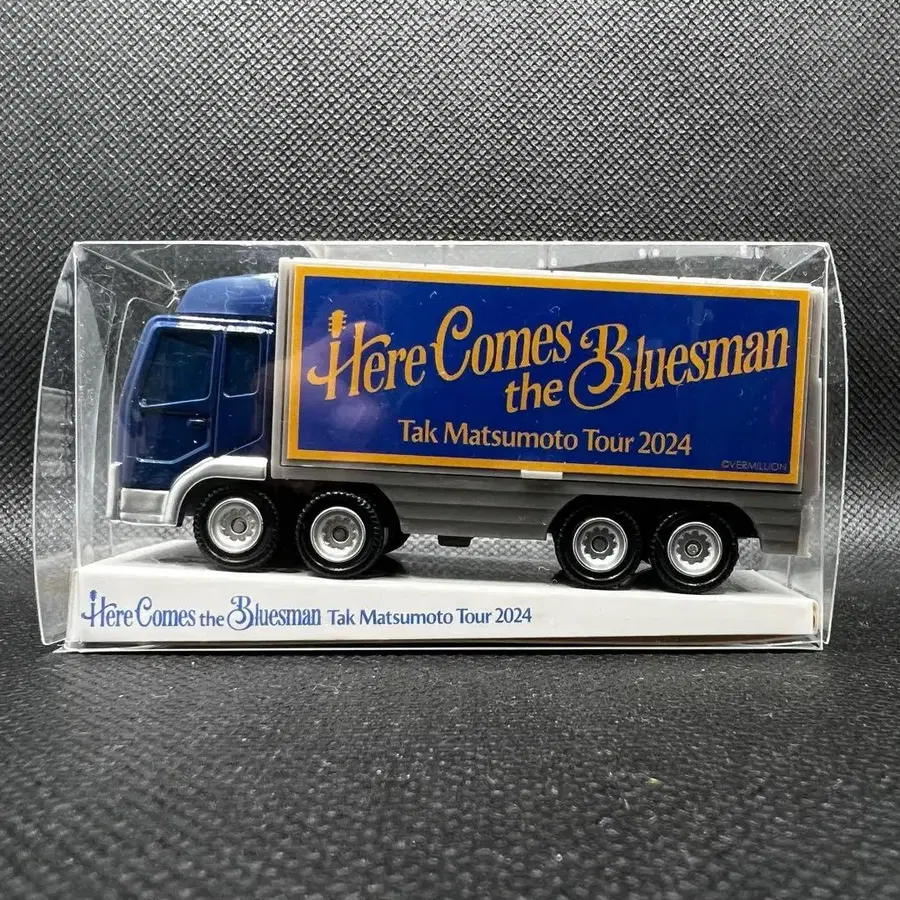 Here Comes
the Bluesman
Tak Matsumoto Tour 2024
©VERMILLION
Here Comes the Bluesman Tak Matsumoto Tour 2024